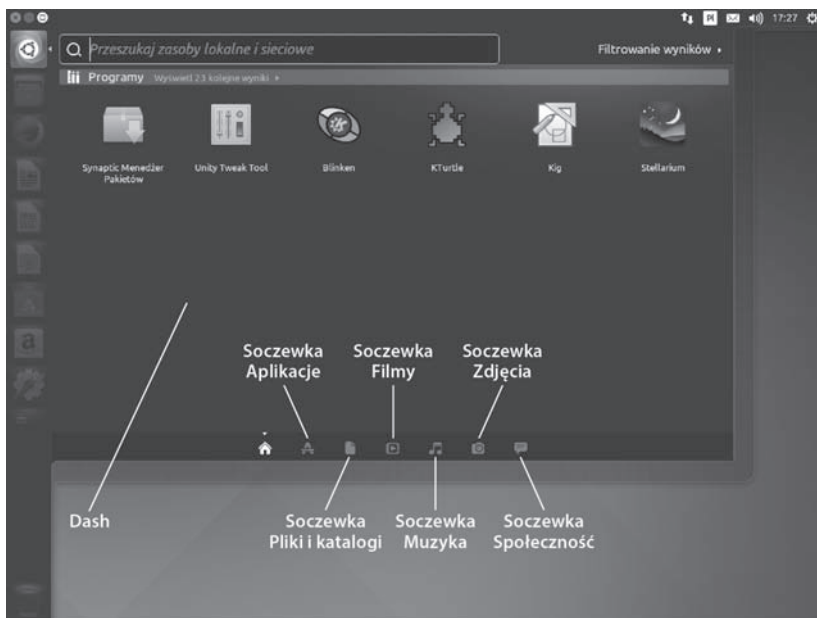 Pl
17:27
Przeszukaj zasoby lokalne i sieciowe
Filtrowanie wyników
Programy Wyświetl 23 kolejne wyniki
Synaptic Menedżer
Pakietów
Unity Tweak Tool
Blinken
KTurtle
Kig
Stellarium
Soczewka
Aplikacje
Soczewka
Filmy
Soczewka
Zdjęcia
Dash
Soczewka
Pliki i katalogi
Soczewka
Muzyka
Soczewka
Społeczność